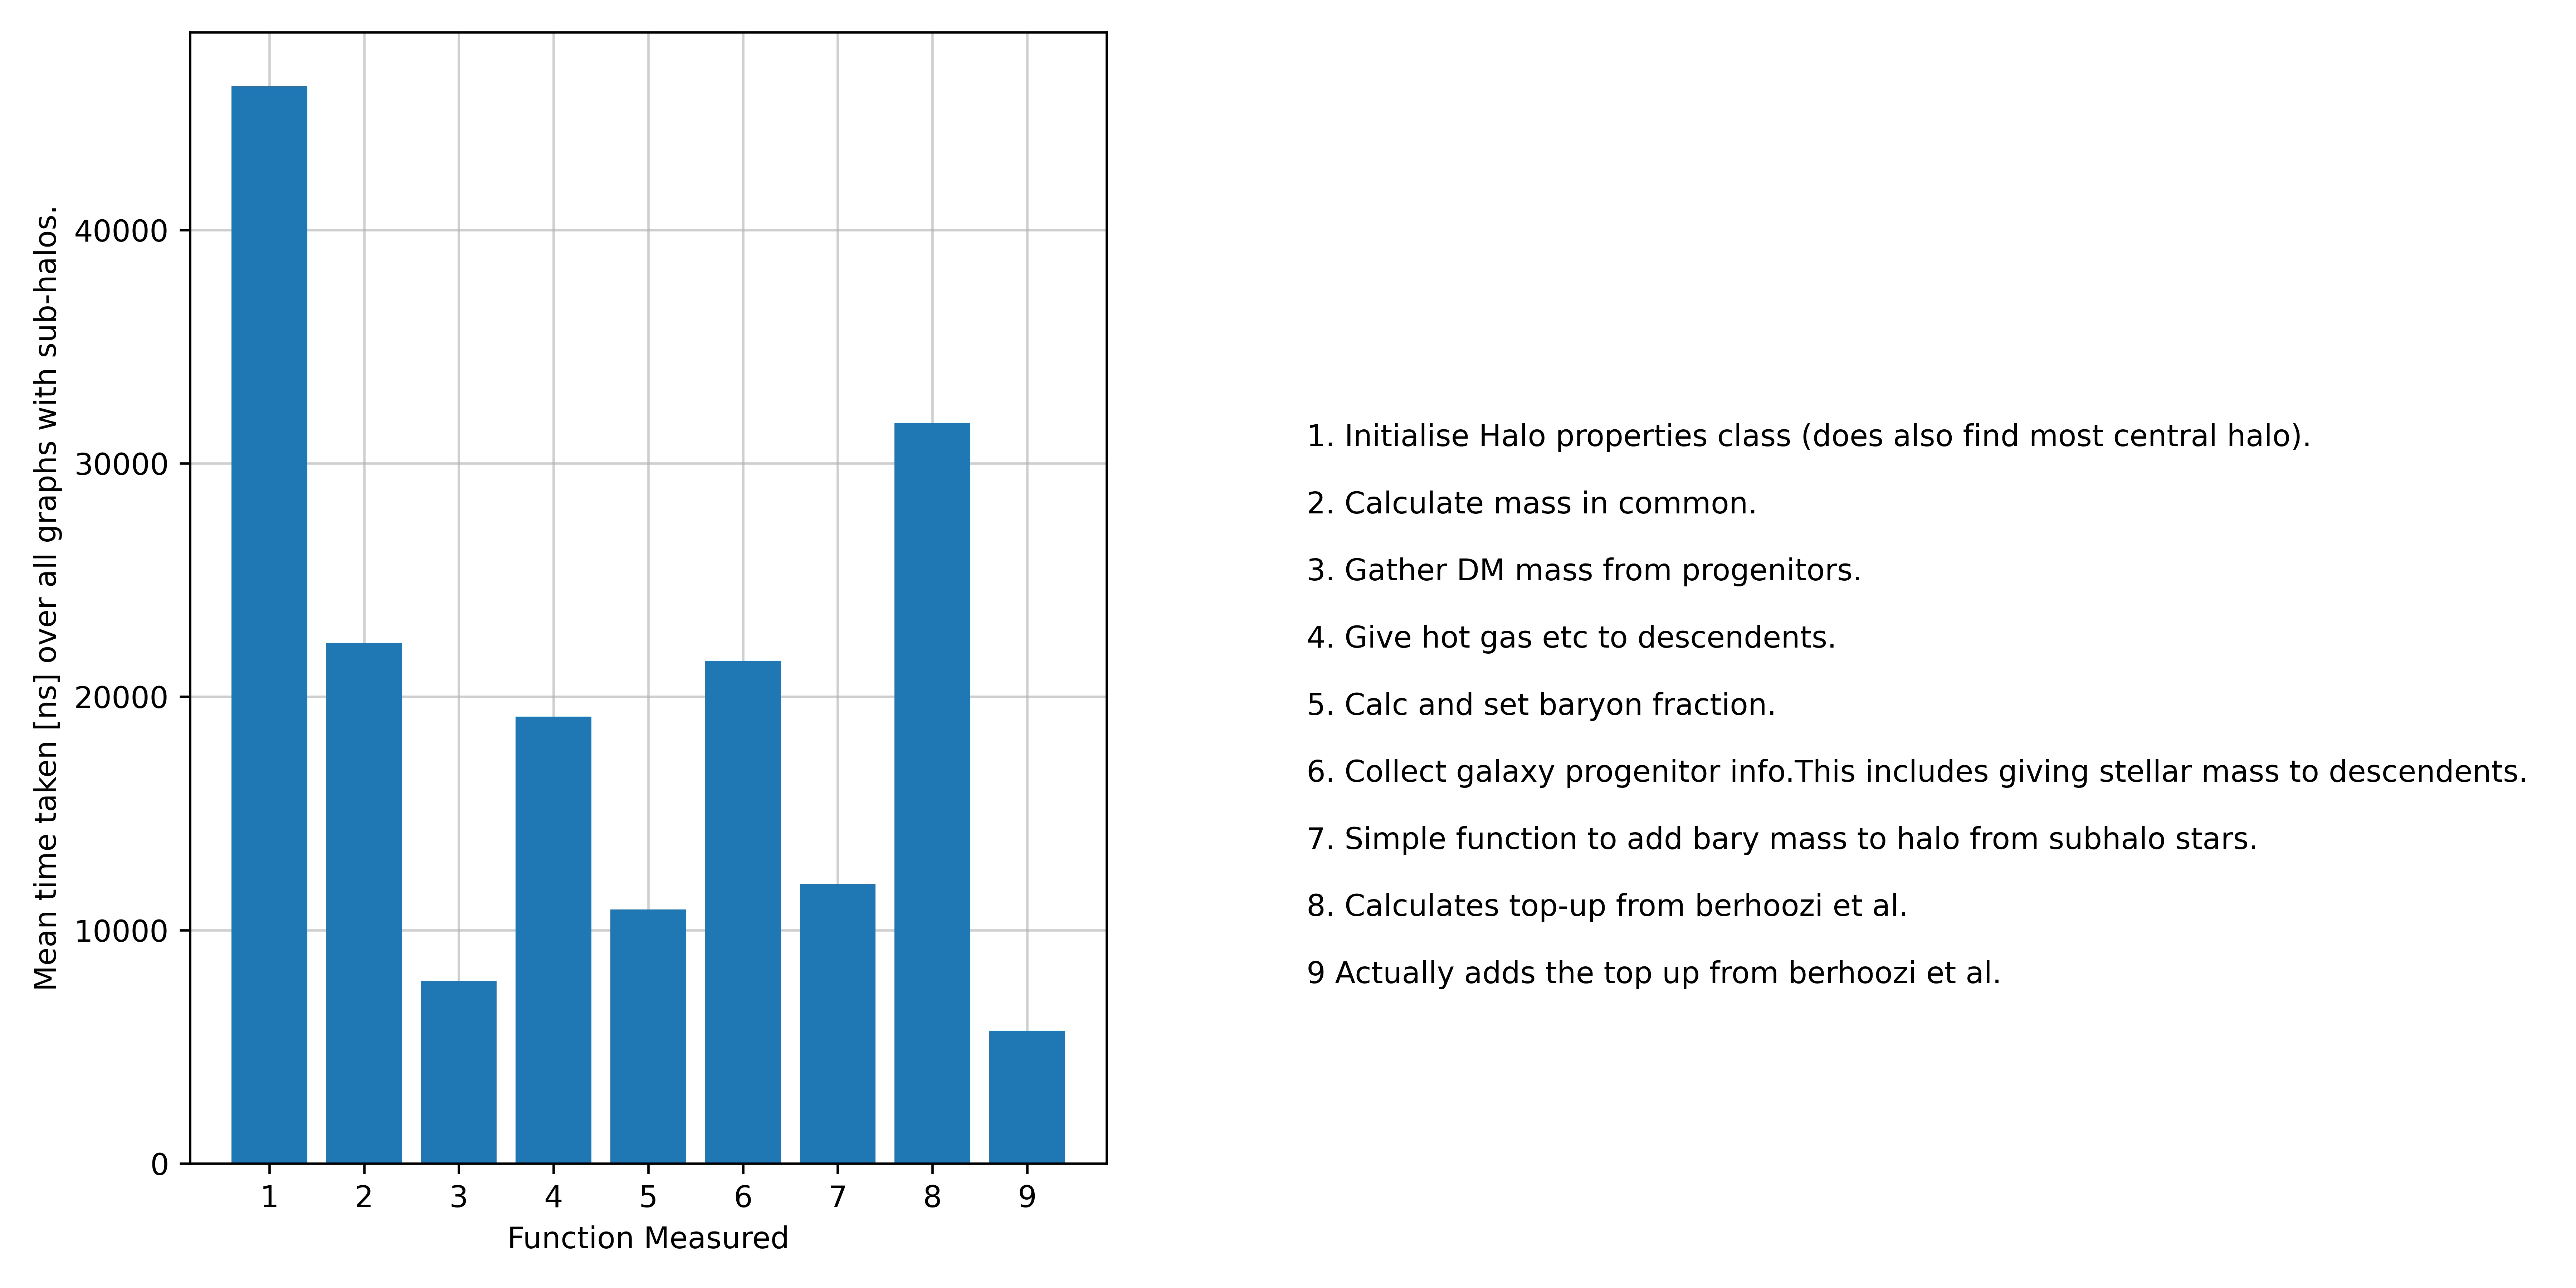 Mean time taken [ns] over all graphs with sub-halos.
40000
30000
20000
10000
0
1 2 3 4 5 6 7 8 9
Function Measured
1. Initialise Halo properties class (does also find most central halo).
2. Calculate mass in common.
3. Gather DM mass from progenitors.
4. Give hot gas etc to descendents.
5. Calc and set baryon fraction.
6. Collect galaxy progenitor info.This includes giving stellar mass to descendents.
7. Simple function to add bary mass to halo from subhalo stars.
8. Calculates top-up from berhoozi et al.
9 Actually adds the top up from berhoozi et al.